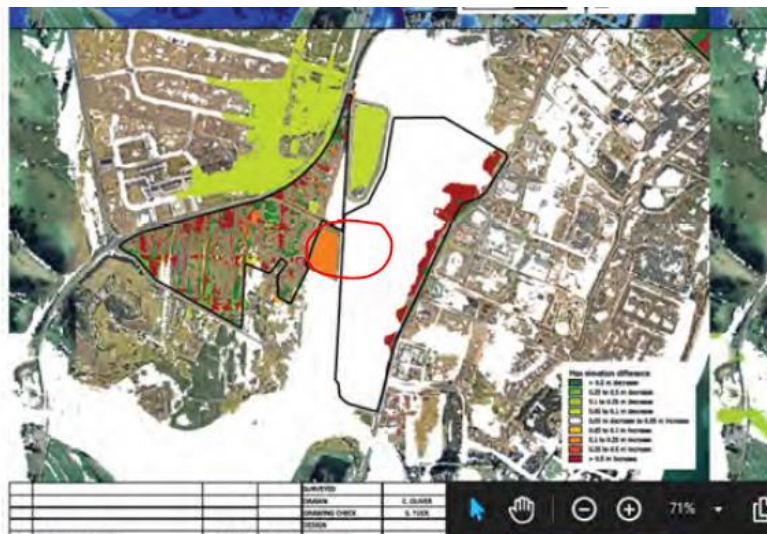 Max elevation difference
> 0.5 m decrease
0.25 to 0.5 m decrease
0.1 to 0.25 m decrease
0.05 to 0.1 m decrease
0.05 m decrease to 0.05 m increase
0.05 to 0.1 m increase
0.1 to 0.25 m increase
0.25 to 0.5 m increase
> 0.5 m increase
SURVEYED
DRAWN C. OLIVER
DRAWING CHECK S. YUEN
DESIGN
71%